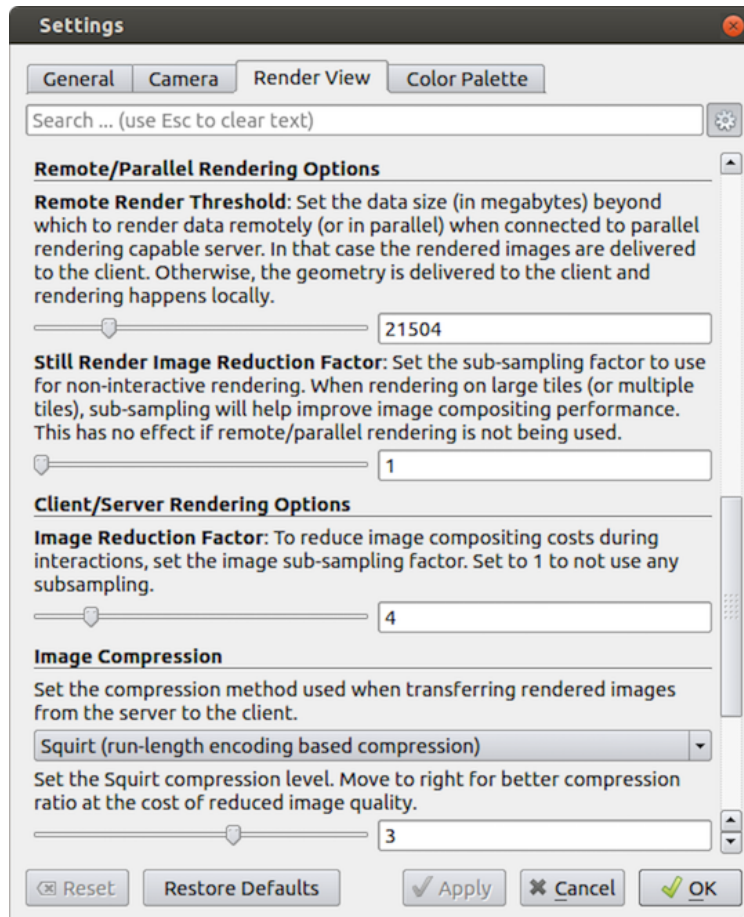 Settings
General Camera Render View Color Palette
Search ... (use Esc to clear text)
Remote/Parallel Rendering Options
Remote Render Threshold: Set the data size (in megabytes) beyond
which to render data remotely (or in parallel) when connected to parallel
rendering capable server. In that case the rendered images are delivered
to the client. Otherwise, the geometry is delivered to the client and
rendering happens locally.
21504
Still Render Image Reduction Factor: Set the sub-sampling factor to use
for non-interactive rendering. When rendering on large tiles (or multiple
tiles), sub-sampling will help improve image compositing performance.
This has no effect if remote/parallel rendering is not being used.
1
Client/Server Rendering Options
Image Reduction Factor: To reduce image compositing costs during
interactions, set the image sub-sampling factor. Set to 1 to not use any
subsampling.
4
Image Compression
Set the compression method used when transferring rendered images
from the server to the client.
Squirt (run-length encoding based compression)
Set the Squirt compression level. Move to right for better compression
ratio at the cost of reduced image quality.
3
Reset Restore Defaults Apply Cancel OK